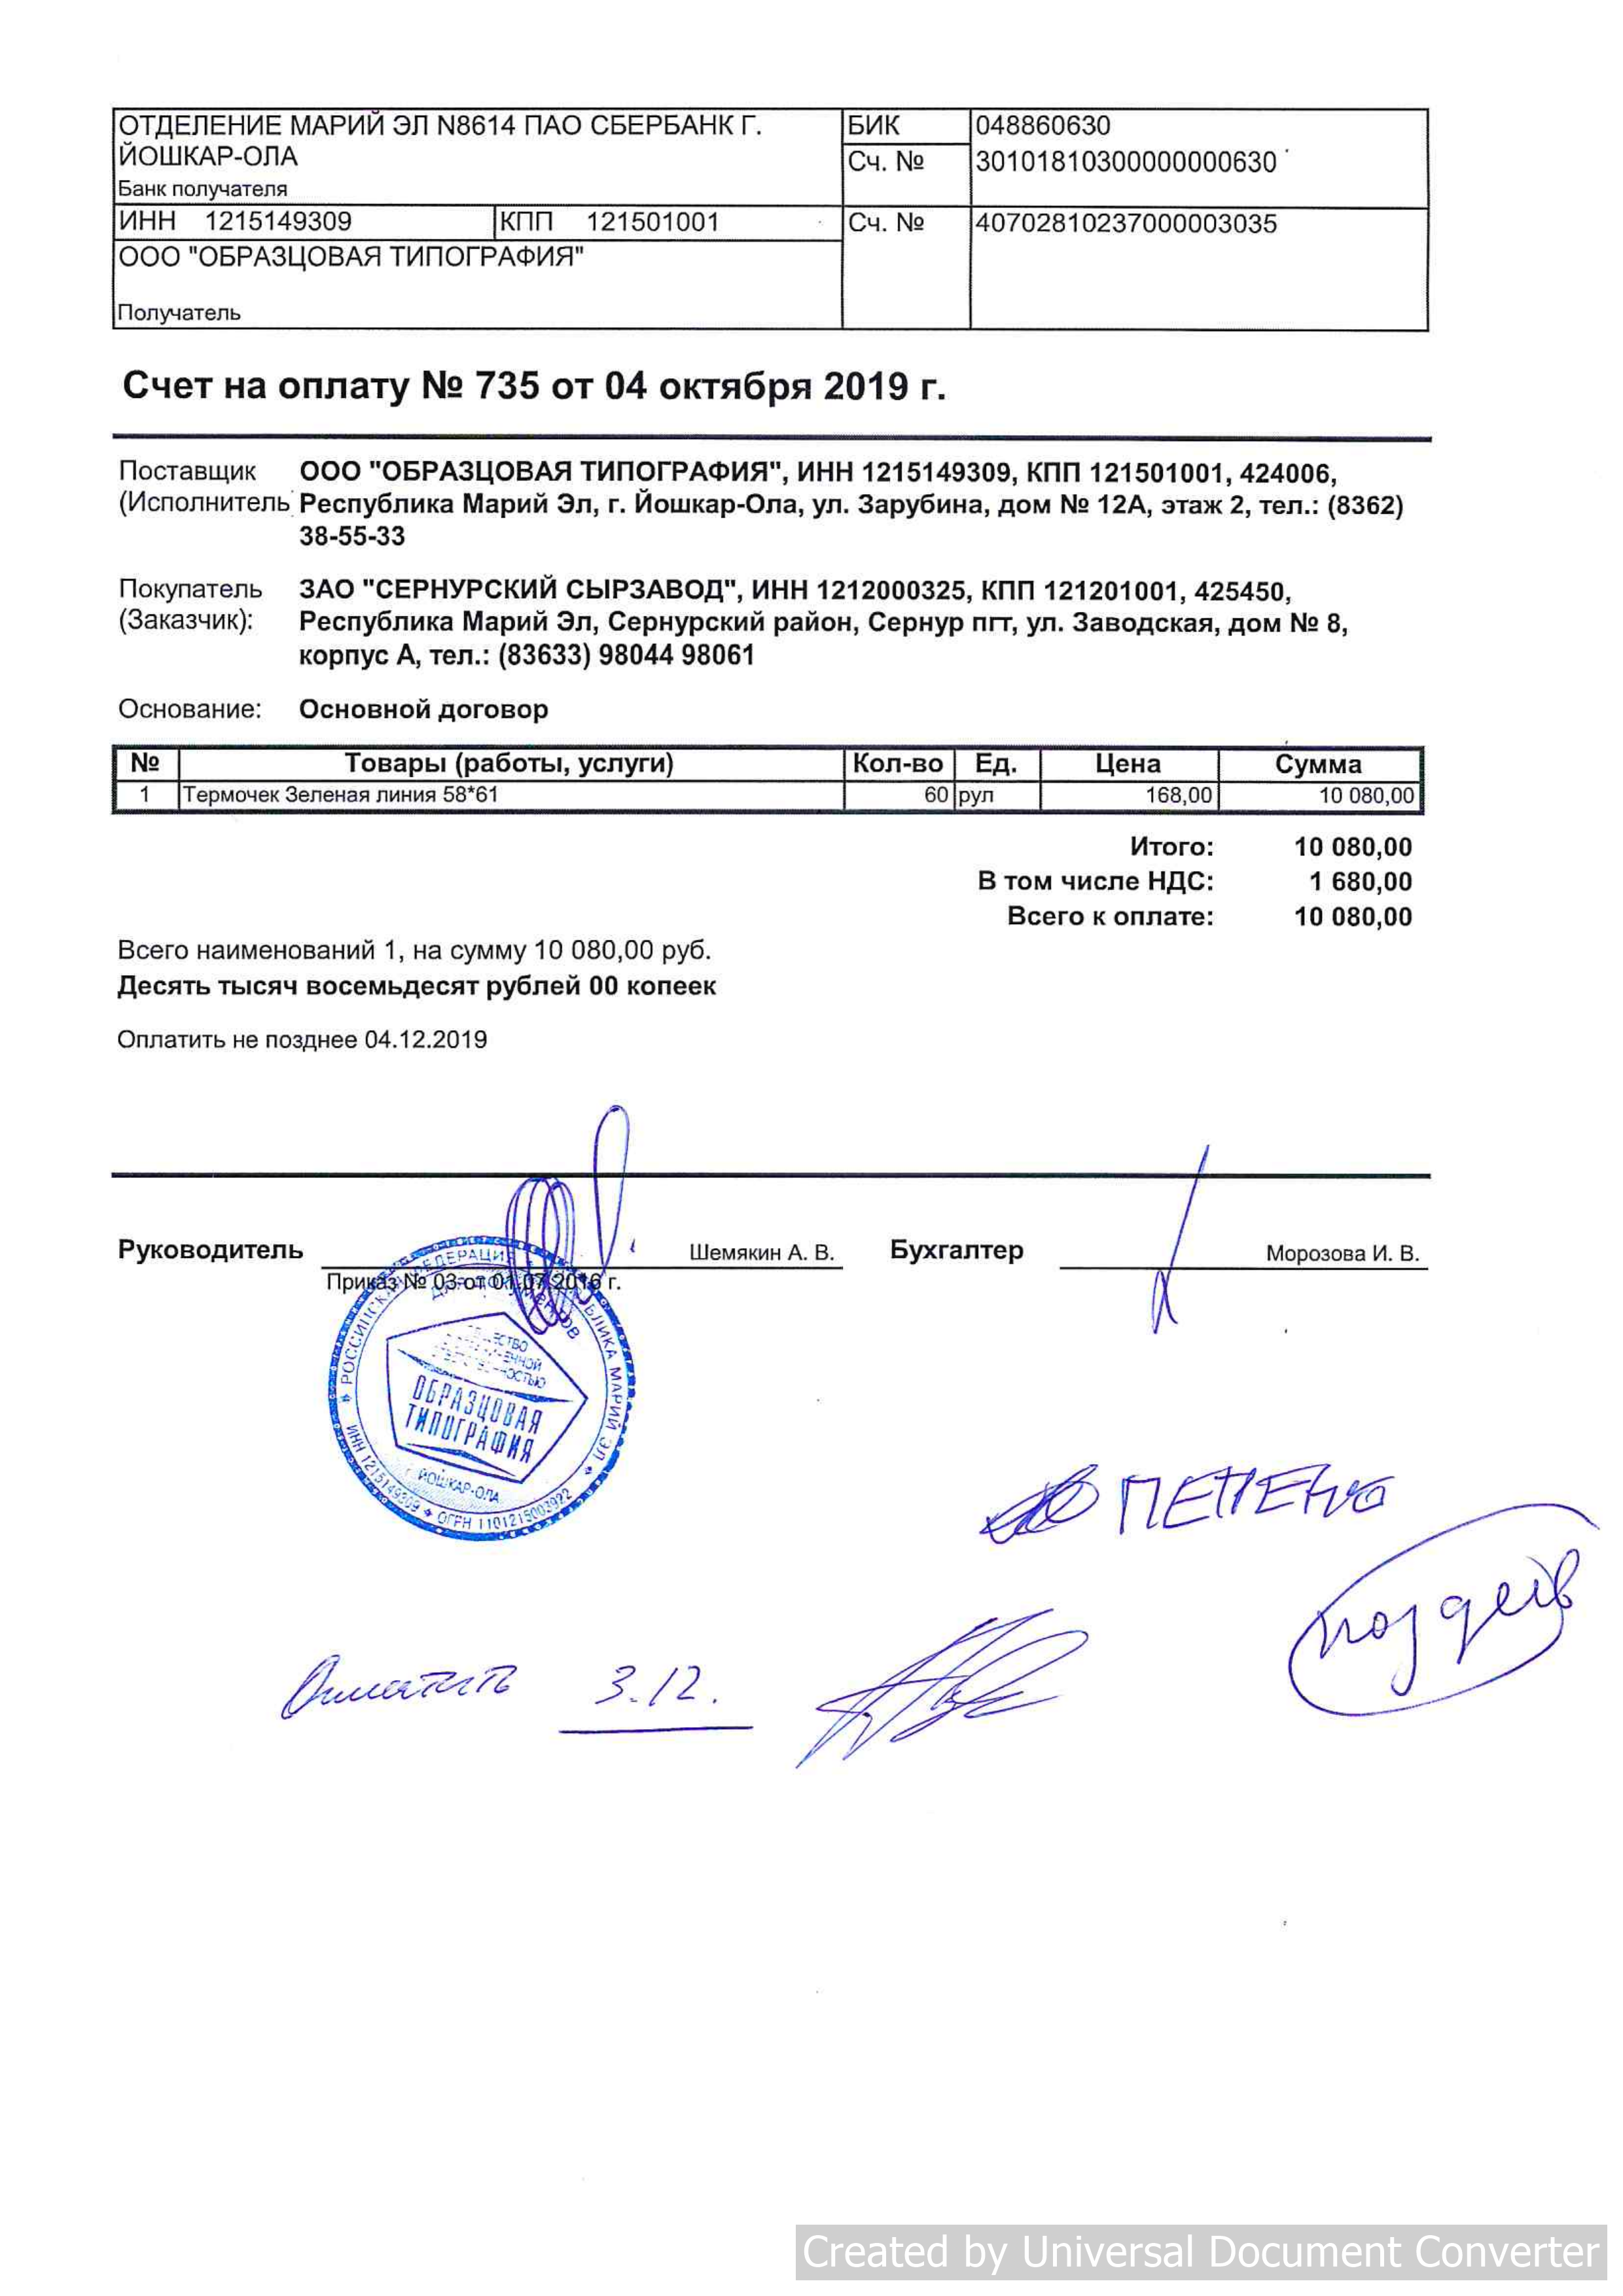 ОТДЕЛЕНИЕ МАРИЙ ЭЛ N8614 ПАО СБЕРБАНК Г. БИК 048860630
ЙОШКАР-ОЛА Сч. № 30101810300000000630
Банк получателя
ИНН 1215149309 КПП 121501001 Сч. № 40702810237000003035
ООО "ОБРАЗЦОВАЯ ТИПОГРАФИЯ"
Получатель
Счет на оплату № 735 от 04 октября 2019 г.
Поставщик ООО "ОБРАЗЦОВАЯ ТИПОГРАФИЯ", ИНН 1215149309, КПП 121501001, 424006,
(Исполнитель Республика Марий Эл, г. Йошкар-Ола, ул. Зарубина, дом № 12А, этаж 2, тел.: (8362)
38-55-33
Покупатель ЗАО "СЕРНУРСКИЙ СЫРЗАВОД", ИНН 1212000325, КПП 121201001, 425450,
(Заказчик): Республика Марий Эл, Сернурский район, Сернур пгт, ул. Заводская, дом № 8,
корпус А, тел.: (83633) 98044 98061
Основание: Основной договор
№ Товары (работы, услуги) Кол-во Ед. Цена Сумма
1 Термочек Зеленая линия 58*61 60 рул 168,00 10 080,00
Итого: 10 080,00
В том числе НДС: 1 680,00
Всего к оплате: 10 080,00
Всего наименований 1, на сумму 10 080,00 руб.
Десять тысяч восемьдесят рублей 00 копеек
Оплатить не позднее 04.12.2019
Руководитель Шемякин А. В. Бухгалтер Морозова И. В.
Приказ № 03 от 01.07.2016 г.
РОССИЙСКАЯ ФЕДЕРАЦИЯ РЕСПУБЛИКА МАРИЙ ЭЛ
ДЛЯ ДОКУМЕНТОВ
ОБРАЗЦОВАЯ
ТИПОГРАФИЯ
г. ЙОШКАР-ОЛА
ИНН 1215149309 ОГРН 1101215003922
Оплатить 3.12.
Created by Universal Document Converter